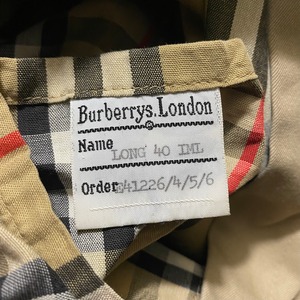 Burberrys.London
Name LONG 40 IML
Order 41226/4/5/6